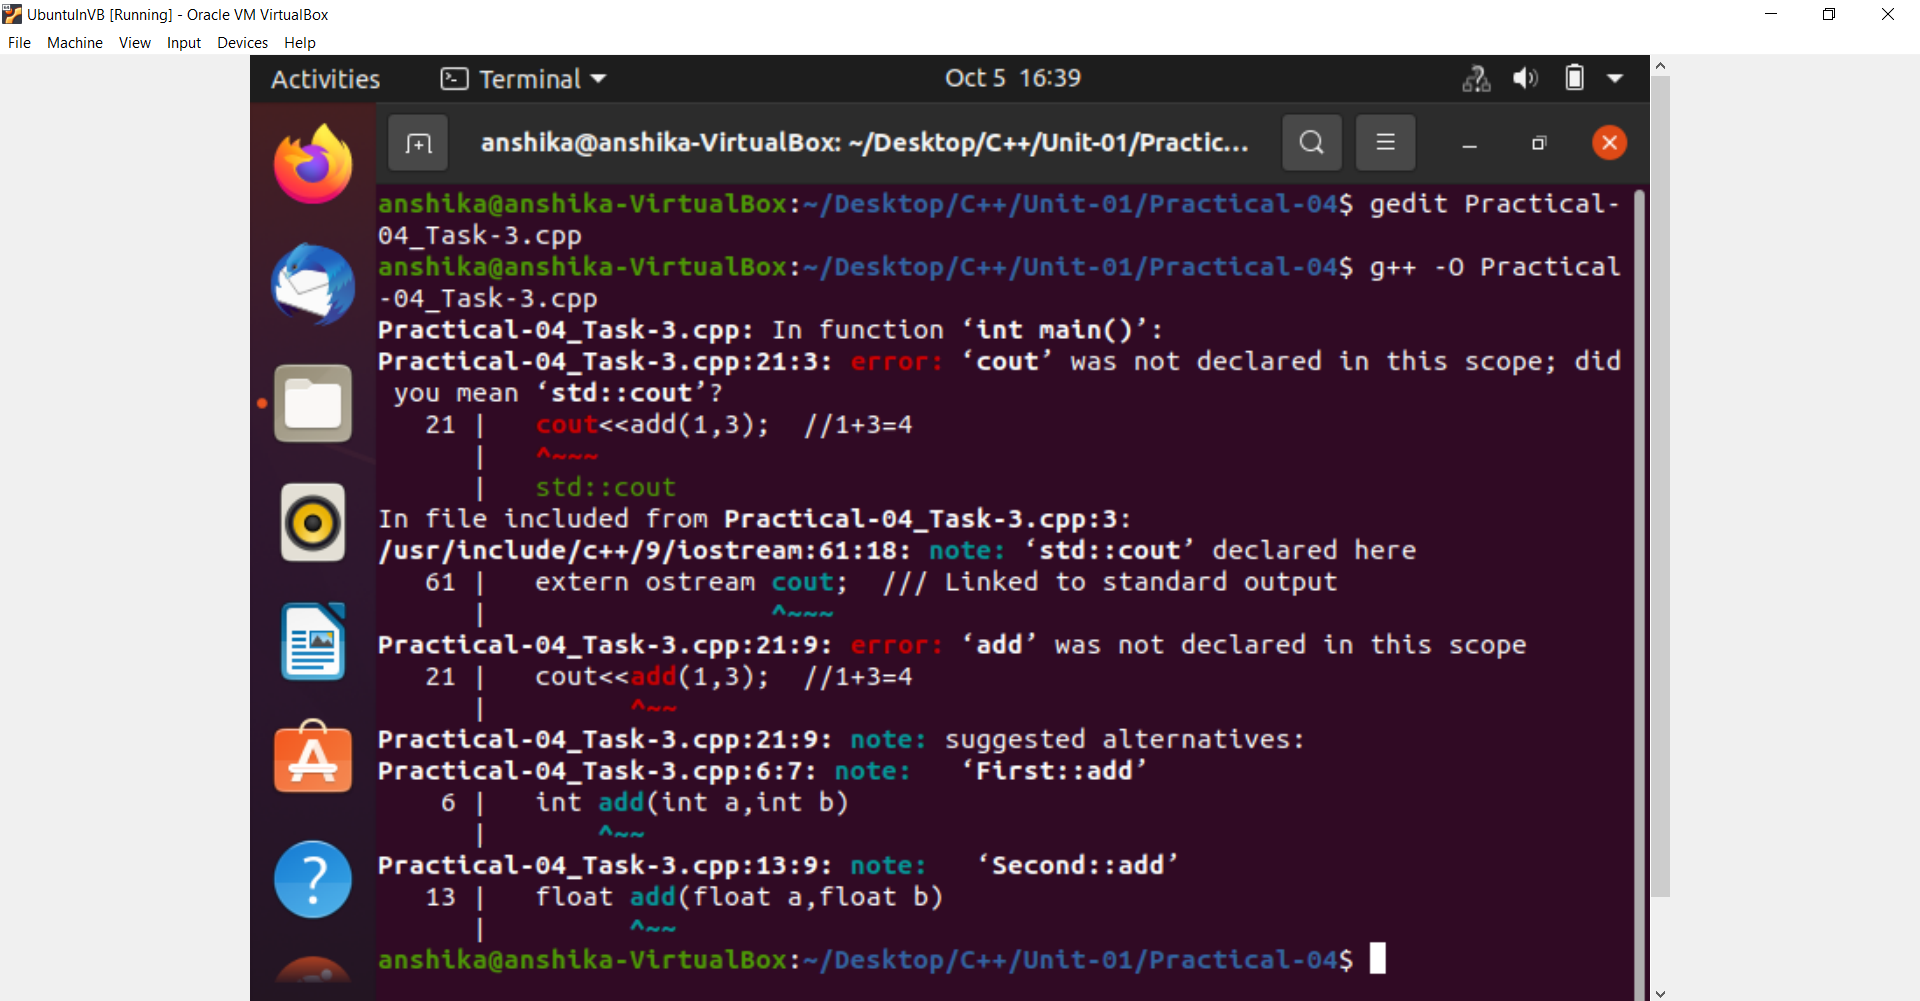 UbuntuInVB [Running] - Oracle VM VirtualBox
File Machine View Input Devices Help
Activities Terminal Oct 5 16:39
anshika@anshika-VirtualBox: ~/Desktop/C++/Unit-01/Practic...
anshika@anshika-VirtualBox:~/Desktop/C++/Unit-01/Practical-04$ gedit Practical-
04_Task-3.cpp
anshika@anshika-VirtualBox:~/Desktop/C++/Unit-01/Practical-04$ g++ -O Practical
-04_Task-3.cpp
Practical-04_Task-3.cpp: In function ‘int main()’:
Practical-04_Task-3.cpp:21:3: error: ‘cout’ was not declared in this scope; did
you mean ‘std::cout’?
21 | cout<<add(1,3); //1+3=4
| ^~~~
| std::cout
In file included from Practical-04_Task-3.cpp:3:
/usr/include/c++/9/iostream:61:18: note: ‘std::cout’ declared here
61 | extern ostream cout; /// Linked to standard output
| ^~~~
Practical-04_Task-3.cpp:21:9: error: ‘add’ was not declared in this scope
21 | cout<<add(1,3); //1+3=4
| ^~~
Practical-04_Task-3.cpp:21:9: note: suggested alternatives:
Practical-04_Task-3.cpp:6:7: note: ‘First::add’
6 | int add(int a,int b)
| ^~~
Practical-04_Task-3.cpp:13:9: note: ‘Second::add’
13 | float add(float a,float b)
| ^~~
anshika@anshika-VirtualBox:~/Desktop/C++/Unit-01/Practical-04$